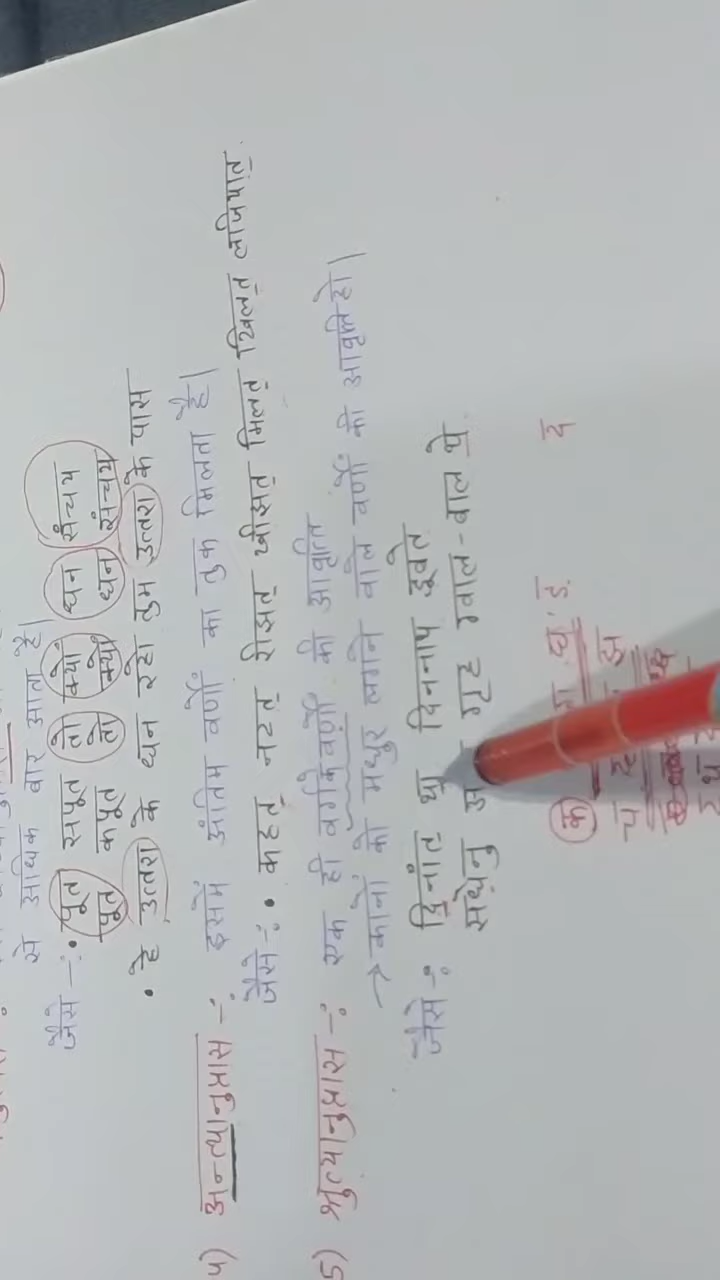 से अधिक बार आता है।
जैसे -: • पूत सपूत तो क्यों धन संचय
पूत कपूत तो क्यों धन संचय
• है उत्तरा के धन रहो तुम उत्तरा के पास
4) अन्त्यानुप्रास -: इसमें अंतिम वर्णों का तुक मिलता है।
जैसे -: • कहत नटत रीझत खीझत मिलत खिलत लजियात.
5) श्रुत्यानुप्रास -: एक ही वर्ग के वर्णों की आवृत्ति
→ कानों को मधुर लगने वाले वर्णों की आवृत्ति हो।
जैसे -: दिनांत था दिननाथ डूबते
सधेनु गृह ग्वाल-बाल थे.
क घ ड. य
च